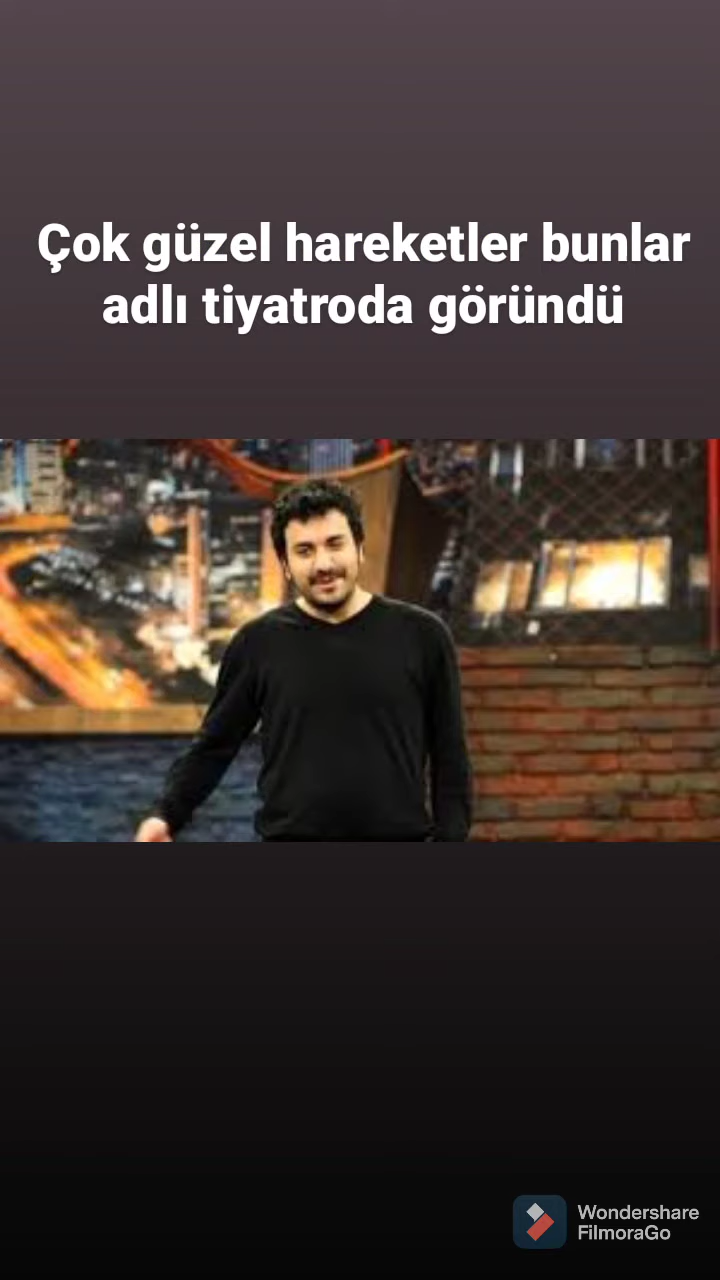 Çok güzel hareketler bunlar
adlı tiyatroda göründü
Wondershare
FilmoraGo